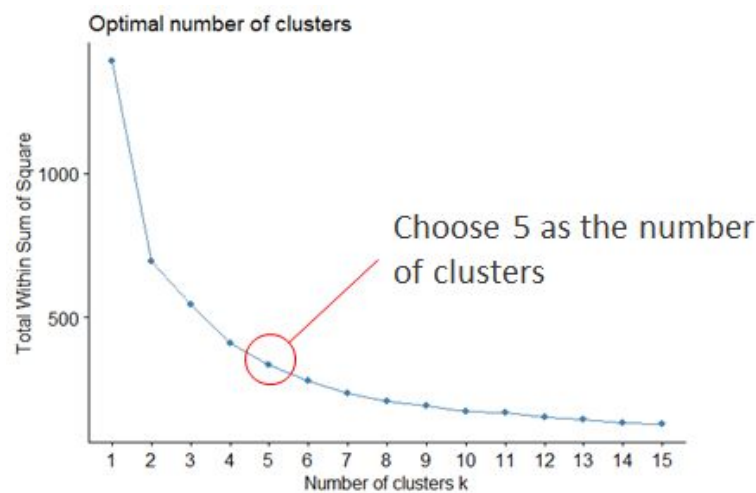 Optimal number of clusters
Total Within Sum of Square
1000
500
Choose 5 as the number
of clusters
1 2 3 4 5 6 7 8 9 10 11 12 13 14 15
Number of clusters k